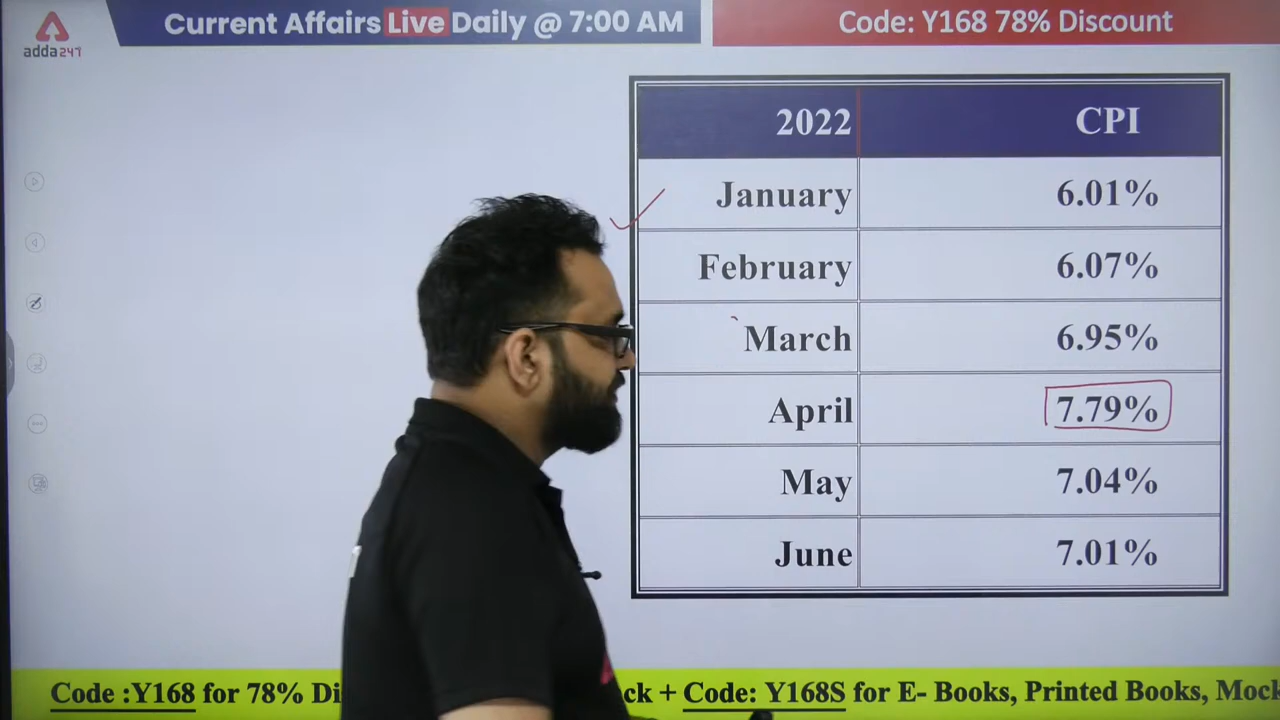 Current Affairs Live Daily @ 7:00 AM
Code: Y168 78% Discount
adda247
2022 CPI
January 6.01%
February 6.07%
March 6.95%
April 7.79%
May 7.04%
June 7.01%
Code :Y168 for 78% Di
ck + Code: Y168S for E- Books, Printed Books, Mock